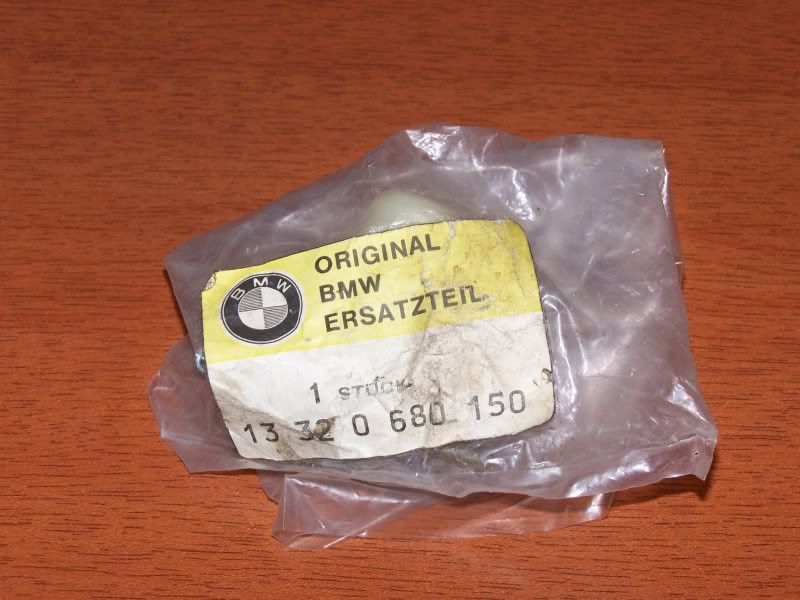 BMW
ORIGINAL
BMW
ERSATZTEIL
1 STÜCK
13 32 0 680 150